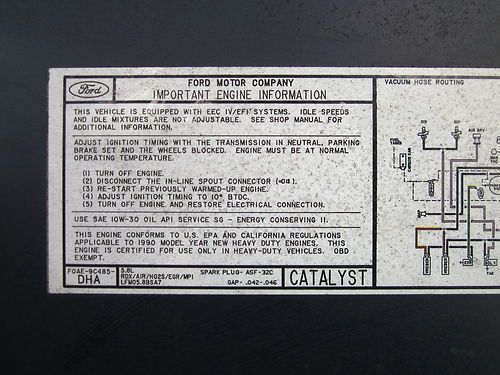 Ford
FORD MOTOR COMPANY
IMPORTANT ENGINE INFORMATION
VACUUM HOSE ROUTING
THIS VEHICLE IS EQUIPPED WITH EEC IV/EFI SYSTEMS. IDLE SPEEDS
AND IDLE MIXTURES ARE NOT ADJUSTABLE. SEE SHOP MANUAL FOR
ADDITIONAL INFORMATION.
ADJUST IGNITION TIMING WITH THE TRANSMISSION IN NEUTRAL, PARKING
BRAKE SET AND THE WHEELS BLOCKED. ENGINE MUST BE AT NORMAL
OPERATING TEMPERATURE.
(1) TURN OFF ENGINE.
(2) DISCONNECT THE IN-LINE SPOUT CONNECTOR ( ).
(3) RE-START PREVIOUSLY WARMED-UP ENGINE.
(4) ADJUST IGNITION TIMING TO 10° BTDC.
(5) TURN OFF ENGINE AND RESTORE ELECTRICAL CONNECTION.
USE SAE 10W-30 OIL API SERVICE SG - ENERGY CONSERVING II.
THIS ENGINE CONFORMS TO U.S. EPA AND CALIFORNIA REGULATIONS
APPLICABLE TO 1990 MODEL YEAR NEW HEAVY DUTY ENGINES. THIS
ENGINE IS CERTIFIED FOR USE ONLY IN HEAVY-DUTY VEHICLES. OBD
EXEMPT.
FOAE-9C485-
DHA
5.8L
RDX/AIR/HO2S/EGR/MPI
LFM05.8BSA7
SPARK PLUG- ASF-32C
GAP- .042-.046
CATALYST